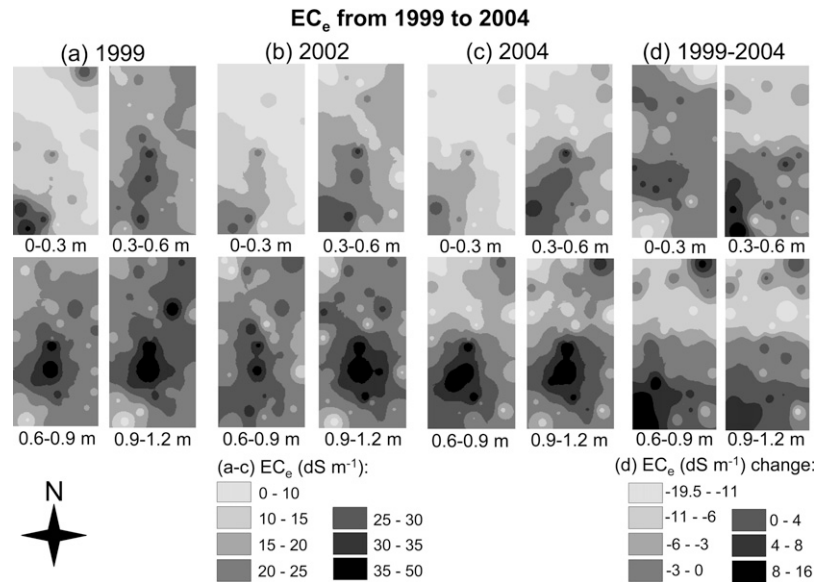 ECe from 1999 to 2004
(a) 1999 (b) 2002 (c) 2004 (d) 1999-2004
0-0.3 m 0.3-0.6 m 0-0.3 m 0.3-0.6 m 0-0.3 m 0.3-0.6 m 0-0.3 m 0.3-0.6 m
0.6-0.9 m 0.9-1.2 m 0.6-0.9 m 0.9-1.2 m 0.6-0.9 m 0.9-1.2 m 0.6-0.9 m 0.9-1.2 m
N
(a-c) ECe (dS m-1):
0 - 10
10 - 15
15 - 20
20 - 25
25 - 30
30 - 35
35 - 50
(d) ECe (dS m-1) change:
-19.5 - -11
-11 - -6
-6 - -3
-3 - 0
0 - 4
4 - 8
8 - 16